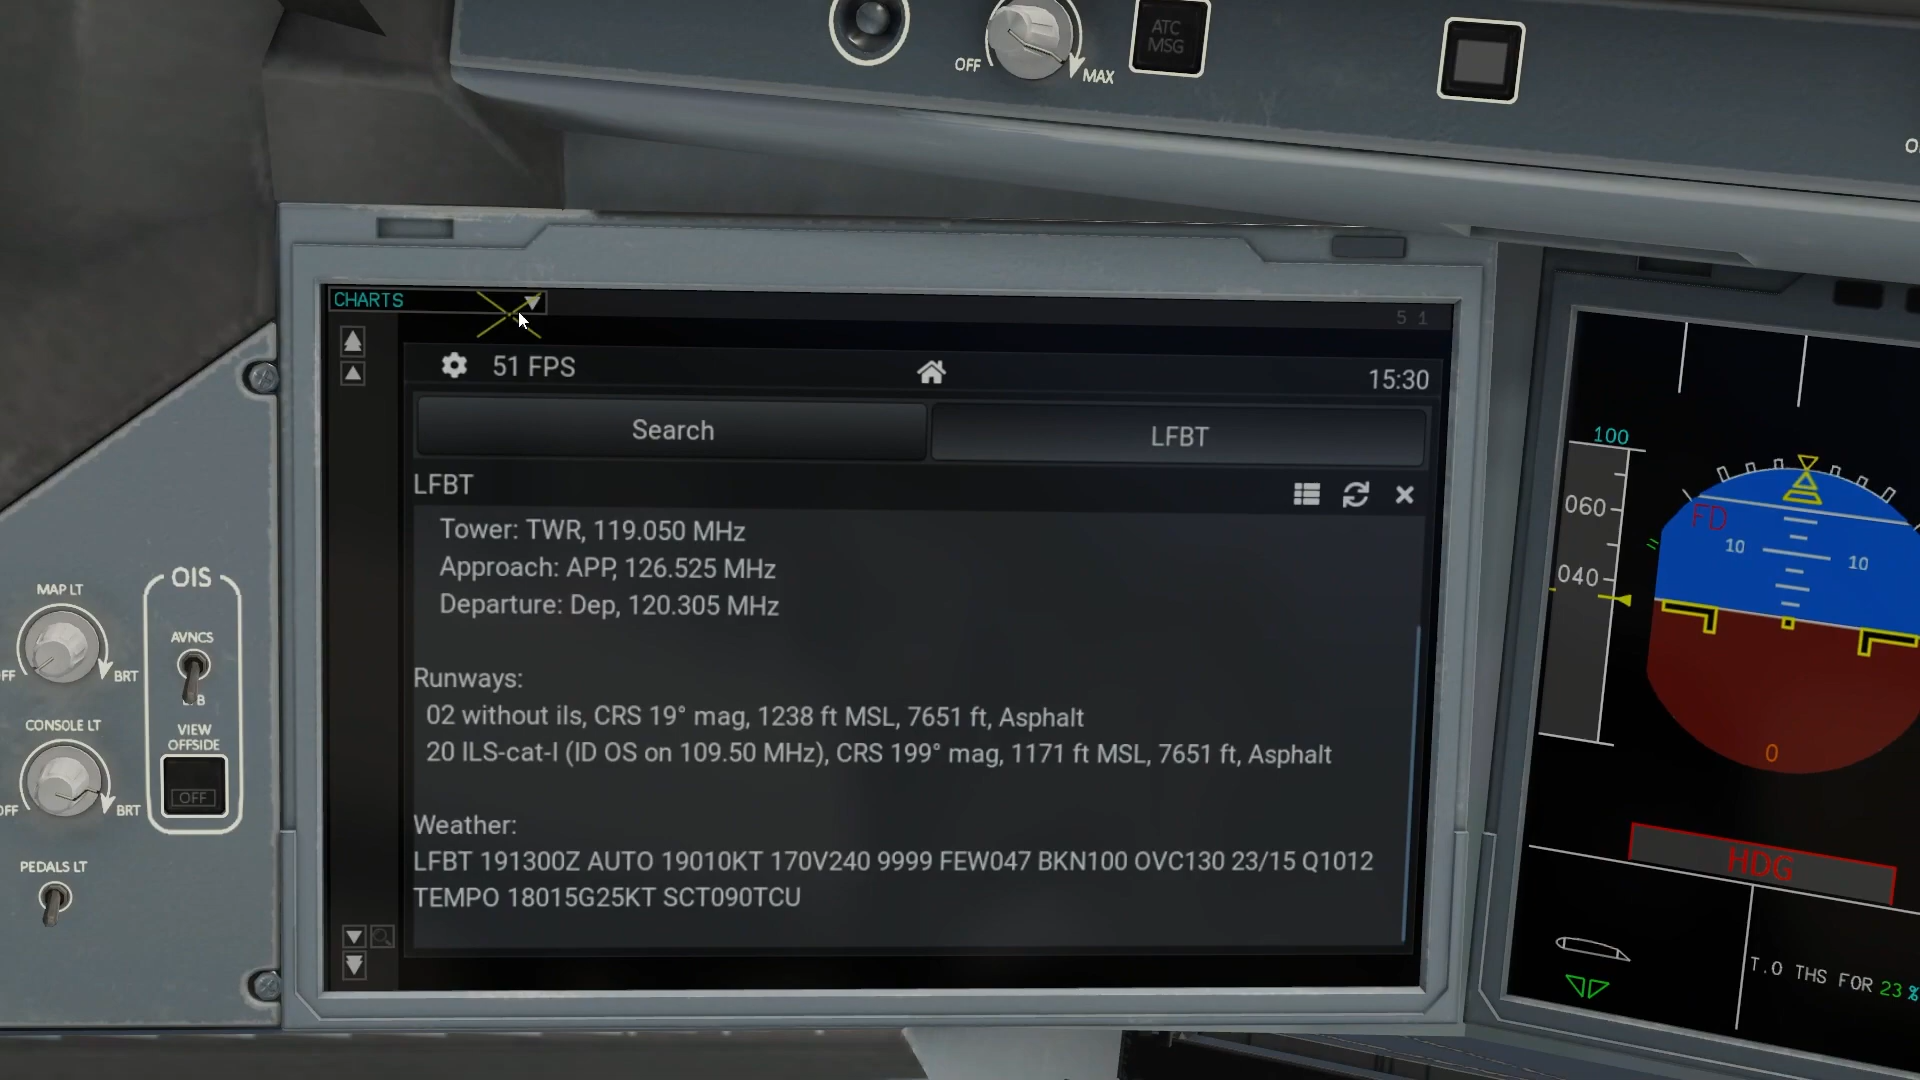 ATC
MSG
OFF
MAX
CHARTS
5 1
51 FPS
15:30
Search
LFBT
LFBT
Tower: TWR, 119.050 MHz
Approach: APP, 126.525 MHz
Departure: Dep, 120.305 MHz
Runways:
02 without ils, CRS 19° mag, 1238 ft MSL, 7651 ft, Asphalt
20 ILS-cat-I (ID OS on 109.50 MHz), CRS 199° mag, 1171 ft MSL, 7651 ft, Asphalt
Weather:
LFBT 191300Z AUTO 19010KT 170V240 9999 FEW047 BKN100 OVC130 23/15 Q1012
TEMPO 18015G25KT SCT090TCU
MAP LT
BRT
OIS
AVNCS
VIEW
OFFSIDE
OFF
CONSOLE LT
BRT
PEDALS LT
100
060
040
FD
10
10
0
HDG
T.O THS FOR 23 %